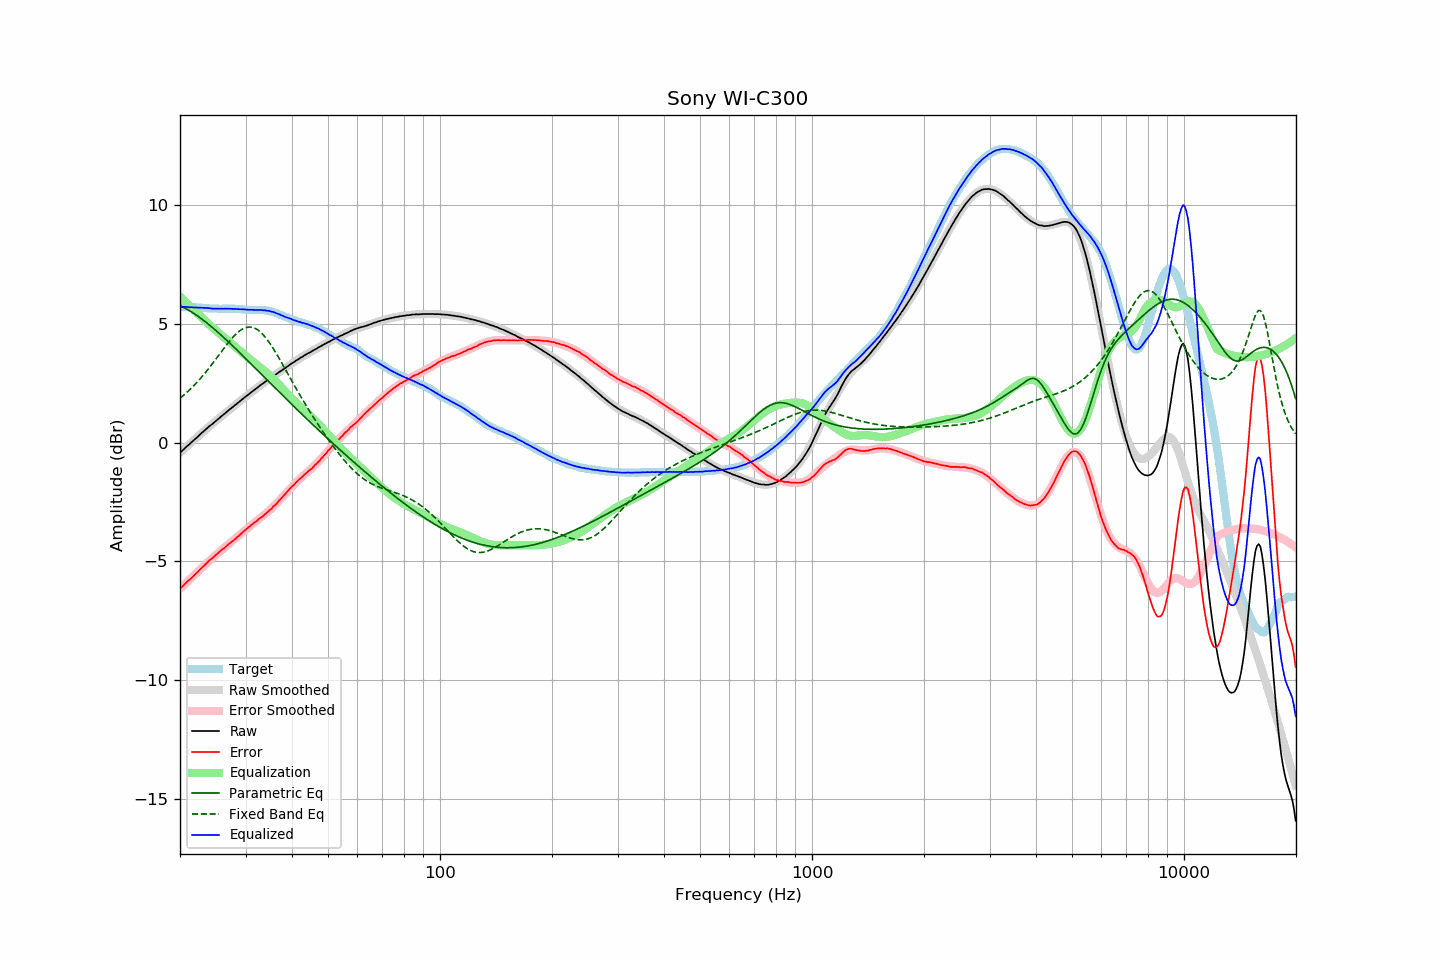 Sony WI-C300
Amplitude (dBr)
10
5
0
−5
−10
−15
Target
Raw Smoothed
Error Smoothed
Raw
Error
Equalization
Parametric Eq
Fixed Band Eq
Equalized
100
1000
10000
Frequency (Hz)